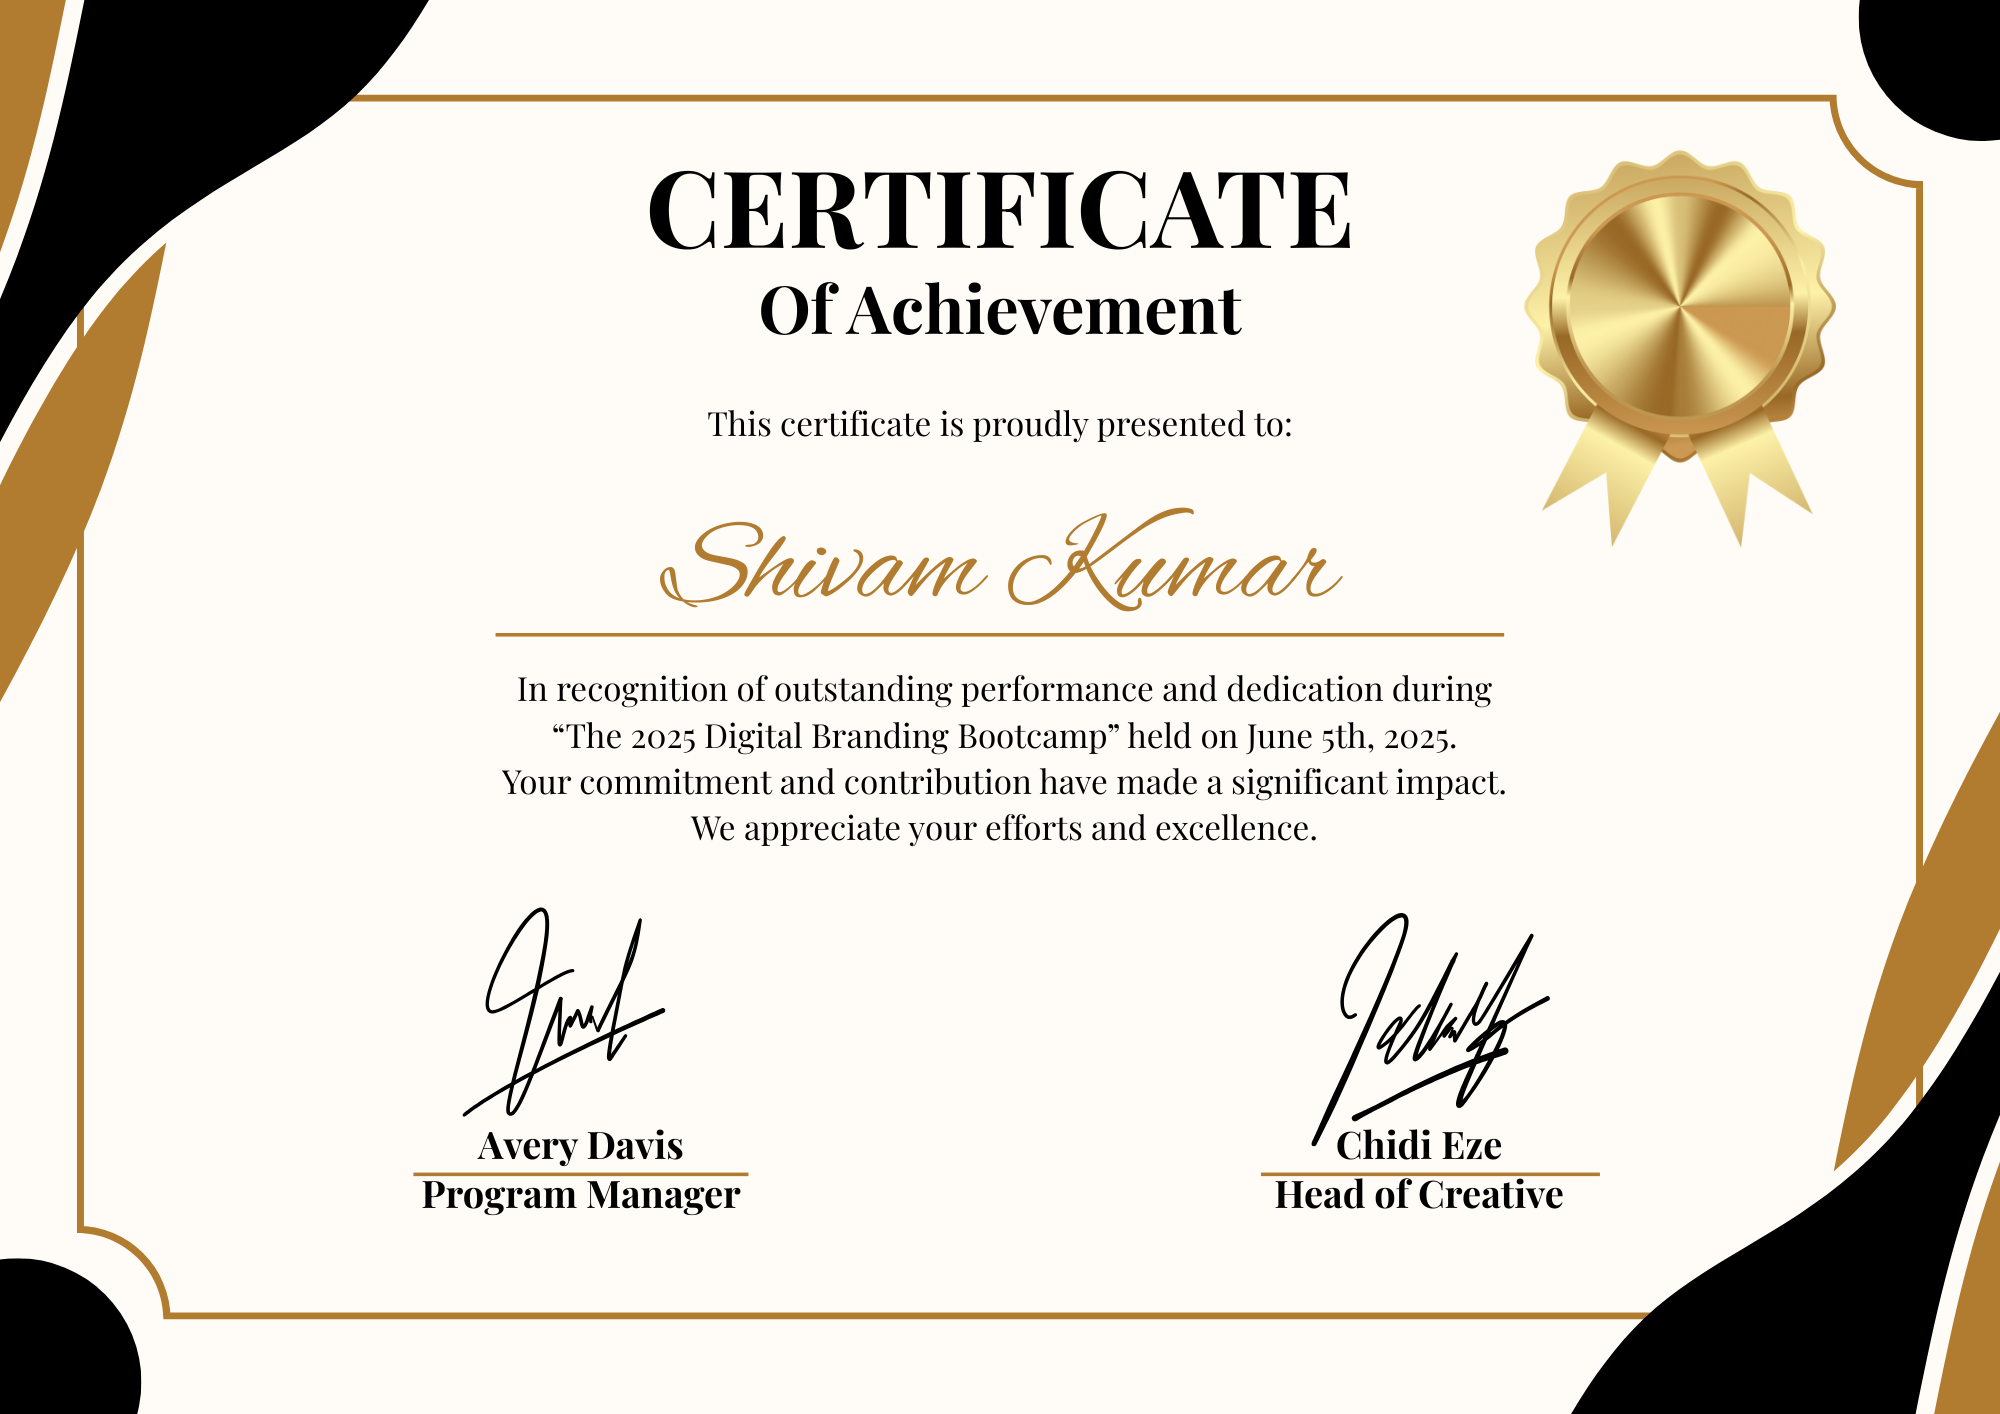 CERTIFICATE
Of Achievement
This certificate is proudly presented to:
Shivam Kumar
In recognition of outstanding performance and dedication during
“The 2025 Digital Branding Bootcamp” held on June 5th, 2025.
Your commitment and contribution have made a significant impact.
We appreciate your efforts and excellence.
Avery Davis
Program Manager
Chidi Eze
Head of Creative